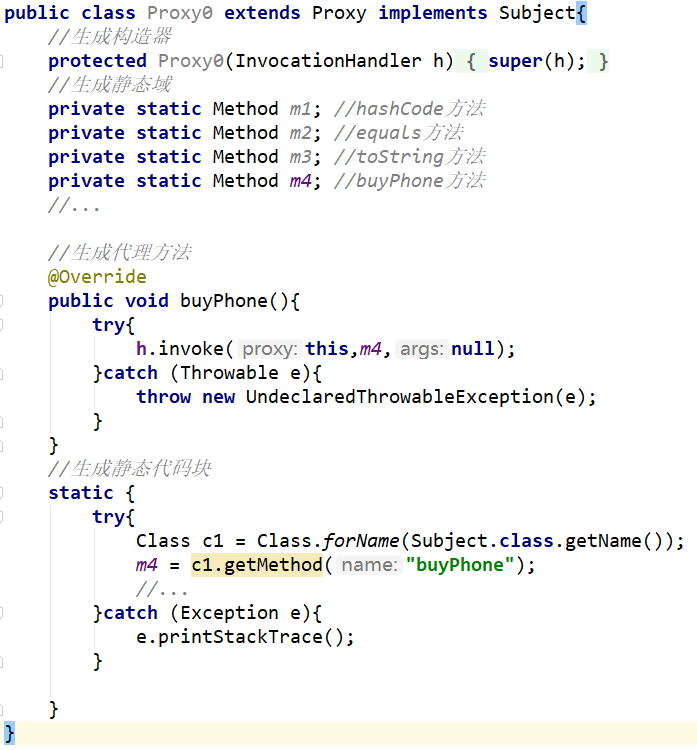 public class Proxy0 extends Proxy implements Subject{
    //生成构造器
    protected Proxy0(InvocationHandler h) { super(h); }
    //生成静态域
    private static Method m1; //hashCode方法
    private static Method m2; //equals方法
    private static Method m3; //toString方法
    private static Method m4; //buyPhone方法
    //...
    //生成代理方法
    @Override
    public void buyPhone(){
        try{
            h.invoke( proxy: this,m4, args: null);
        }catch (Throwable e){
            throw new UndeclaredThrowableException(e);
        }
    }
    //生成静态代码块
    static {
        try{
            Class c1 = Class.forName(Subject.class.getName());
            m4 = c1.getMethod( name: "buyPhone");
            //...
        }catch (Exception e){
            e.printStackTrace();
        }
    }
}